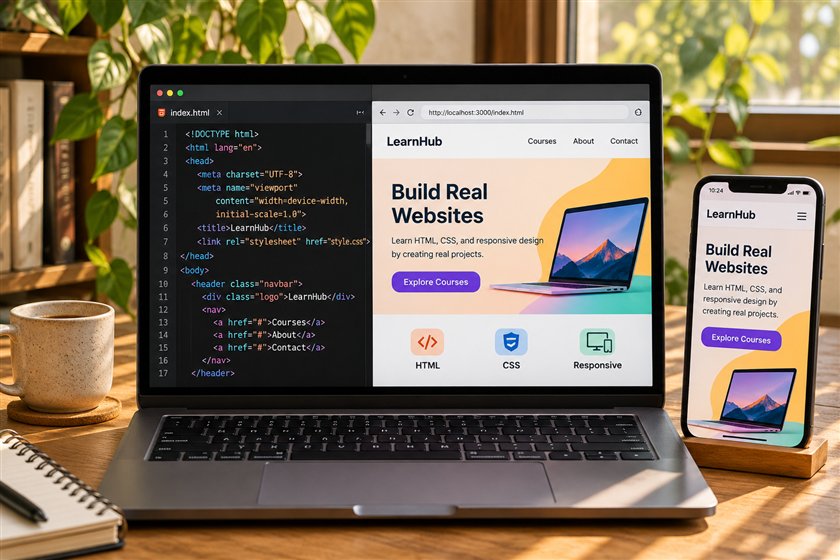 index.html
1 <!DOCTYPE html>
2 <html lang="en">
3 <head>
4 <meta charset="UTF-8">
5 <meta name="viewport"
content="width=device-width,
6 initial-scale=1.0">
6 <title>LearnHub</title>
7 <link rel="stylesheet" href="style.css">
8 </head>
9 <body>
10 <header class="navbar">
11 <div class="logo">LearnHub</div>
12 <nav>
13 <a href="#">Courses</a>
14 <a href="#">About</a>
15 <a href="#">Contact</a>
16 </nav>
17 </header>
http://localhost:3000/index.html
LearnHub Courses About Contact
Build Real
Websites
Learn HTML, CSS, and responsive design
by creating real projects.
Explore Courses
HTML CSS Responsive
10:24
LearnHub
Build Real
Websites
Learn HTML, CSS, and
responsive design by
creating real projects.
Explore Courses